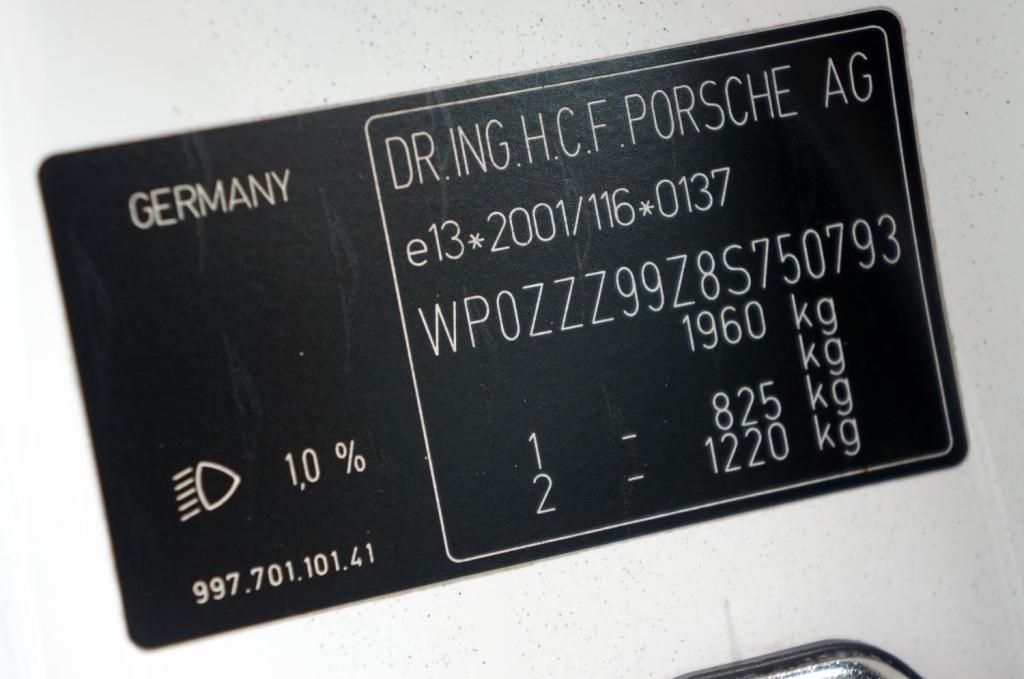 GERMANY
1,0 %
997.701.101.41
DR.ING.H.C.F.PORSCHE AG
e13*2001/116*0137
WP0ZZZ99Z8S750793
1960 kg
kg
1 - 825 kg
2 - 1220 kg